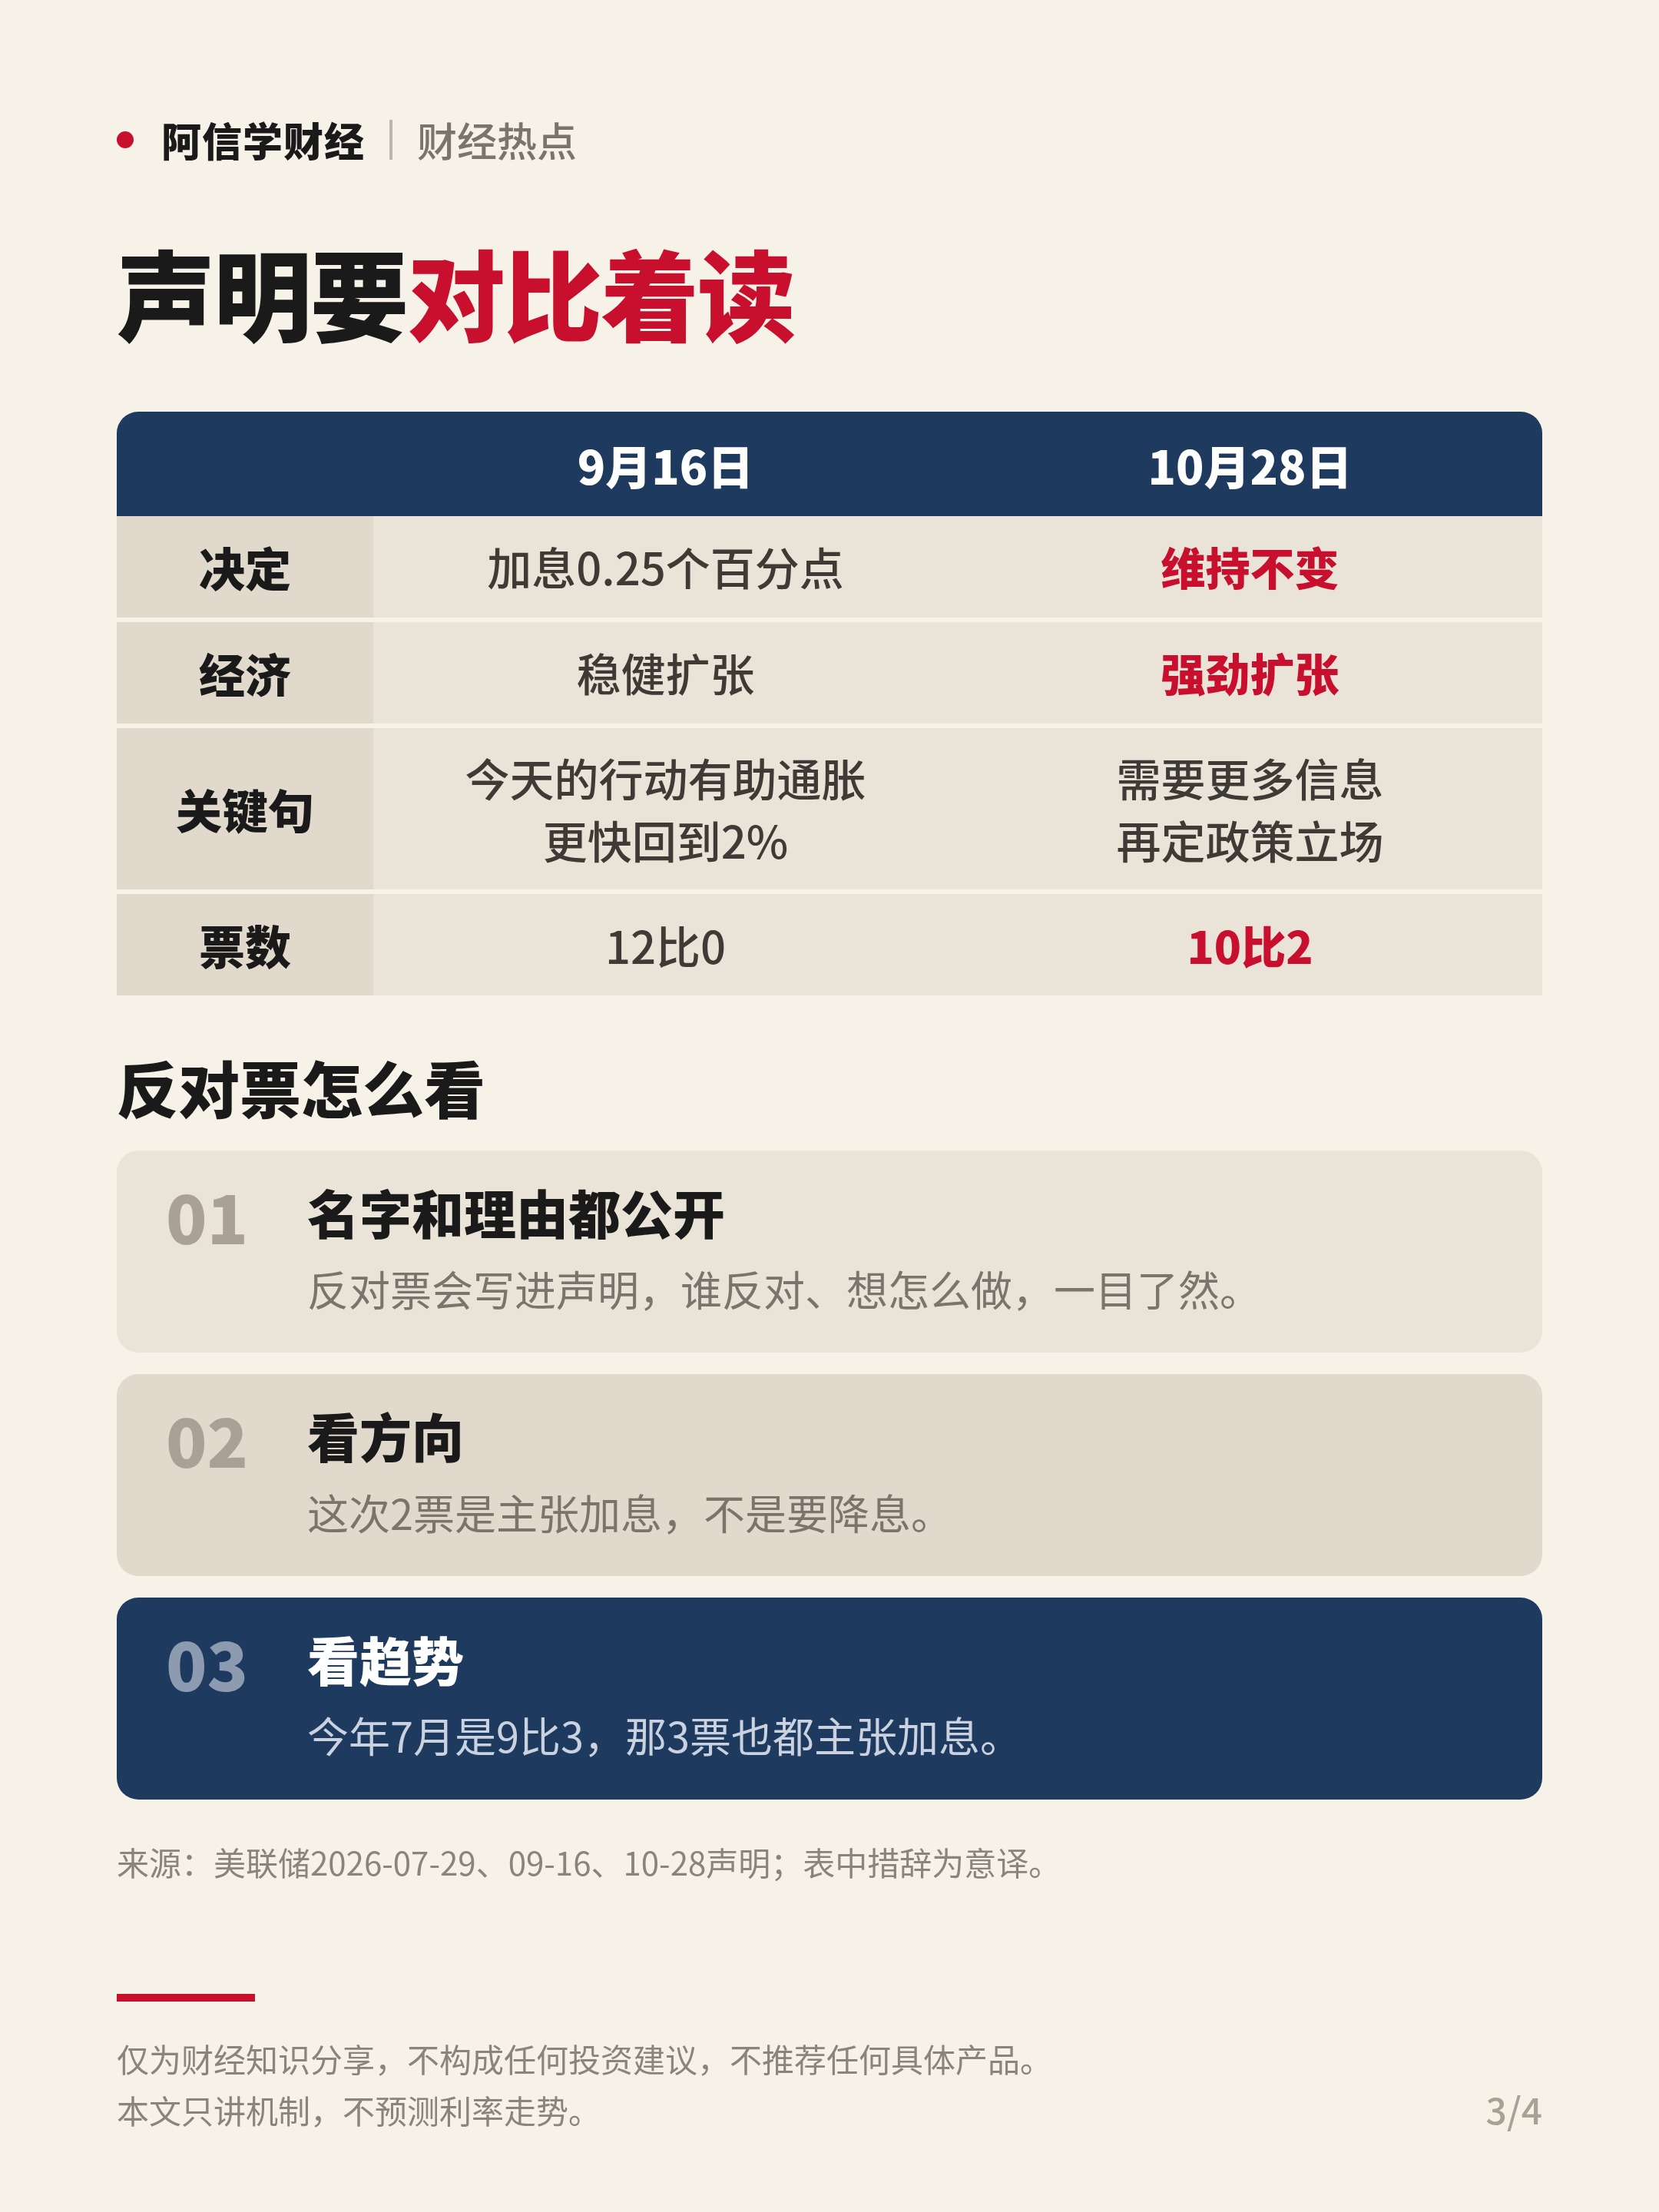 阿信学财经 | 财经热点
声明要对比着读
9月16日 10月28日
决定 加息0.25个百分点 维持不变
经济 稳健扩张 强劲扩张
关键句 今天的行动有助通胀 需要更多信息
更快回到2% 再定政策立场
票数 12比0 10比2
反对票怎么看
01 名字和理由都公开
反对票会写进声明，谁反对、想怎么做，一目了然。
02 看方向
这次2票是主张加息，不是要降息。
03 看趋势
今年7月是9比3，那3票也都主张加息。
来源：美联储2026-07-29、09-16、10-28声明；表中措辞为意译。
仅为财经知识分享，不构成任何投资建议，不推荐任何具体产品。
本文只讲机制，不预测利率走势。
3/4